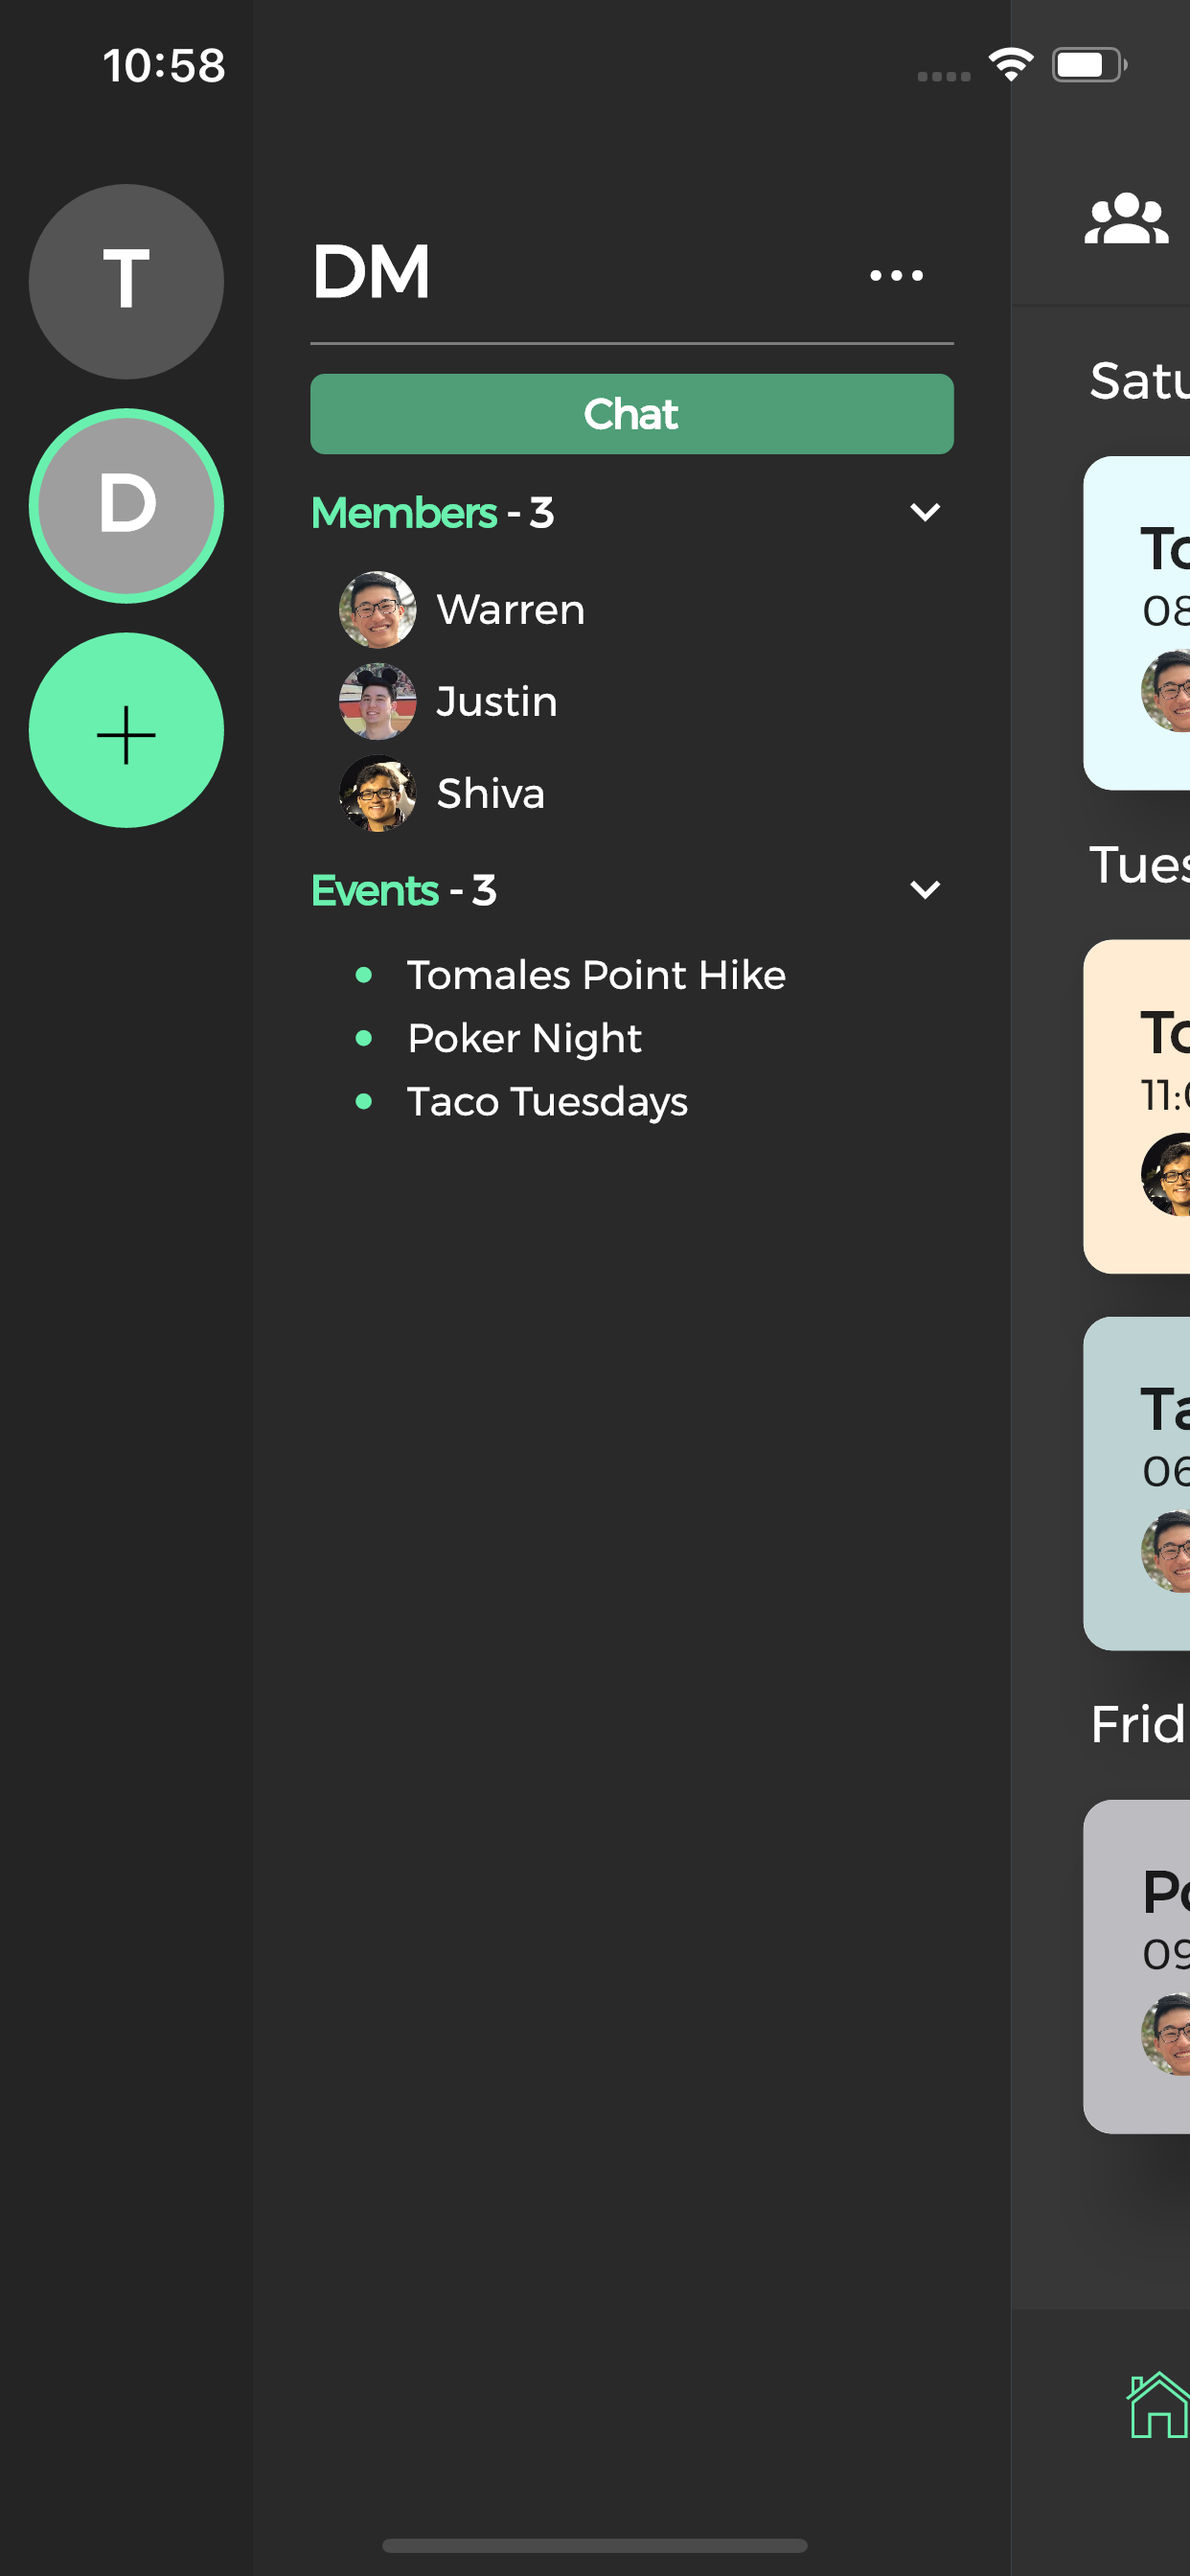 10:58
T
D
DM
Chat
Members - 3
Warren
Justin
Shiva
Events - 3
Tomales Point Hike
Poker Night
Taco Tuesdays
Satu
To
08
Tues
To
11:0
Ta
06
Frid
Po
09